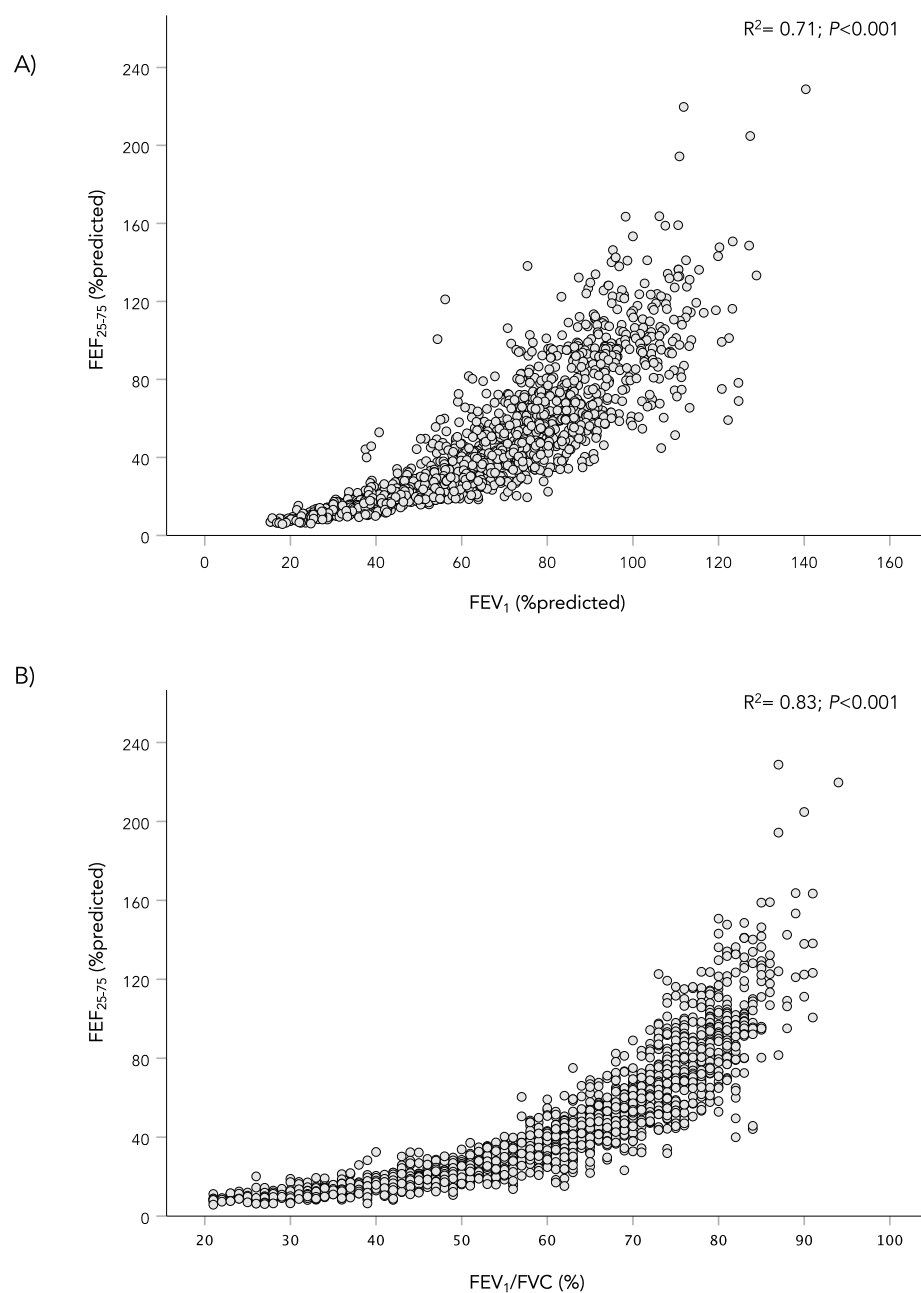 R²= 0.71; P<0.001
A)
240
200
160
120
80
40
0
FEF25-75 (%predicted)
0 20 40 60 80 100 120 140 160
FEV1 (%predicted)
B)
R²= 0.83; P<0.001
240
200
160
120
80
40
0
FEF25-75 (%predicted)
20 30 40 50 60 70 80 90 100
FEV1/FVC (%)